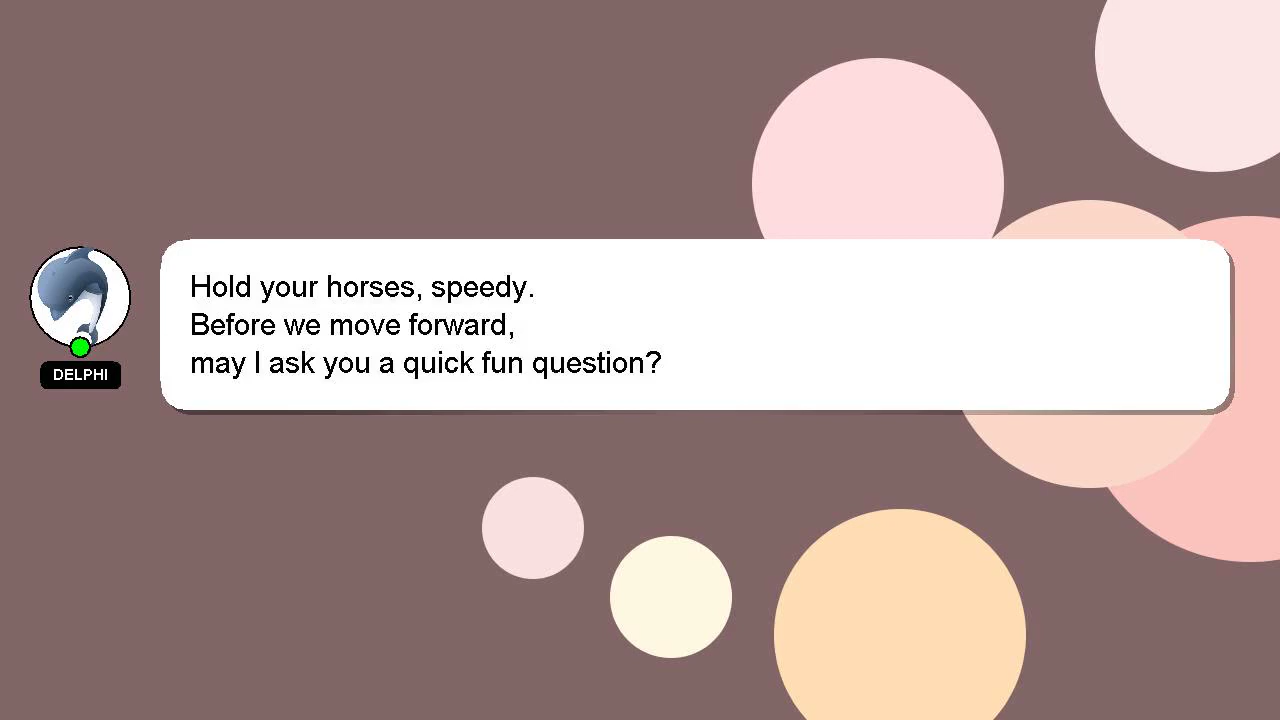 Hold your horses, speedy.
Before we move forward,
may I ask you a quick fun question?
DELPHI